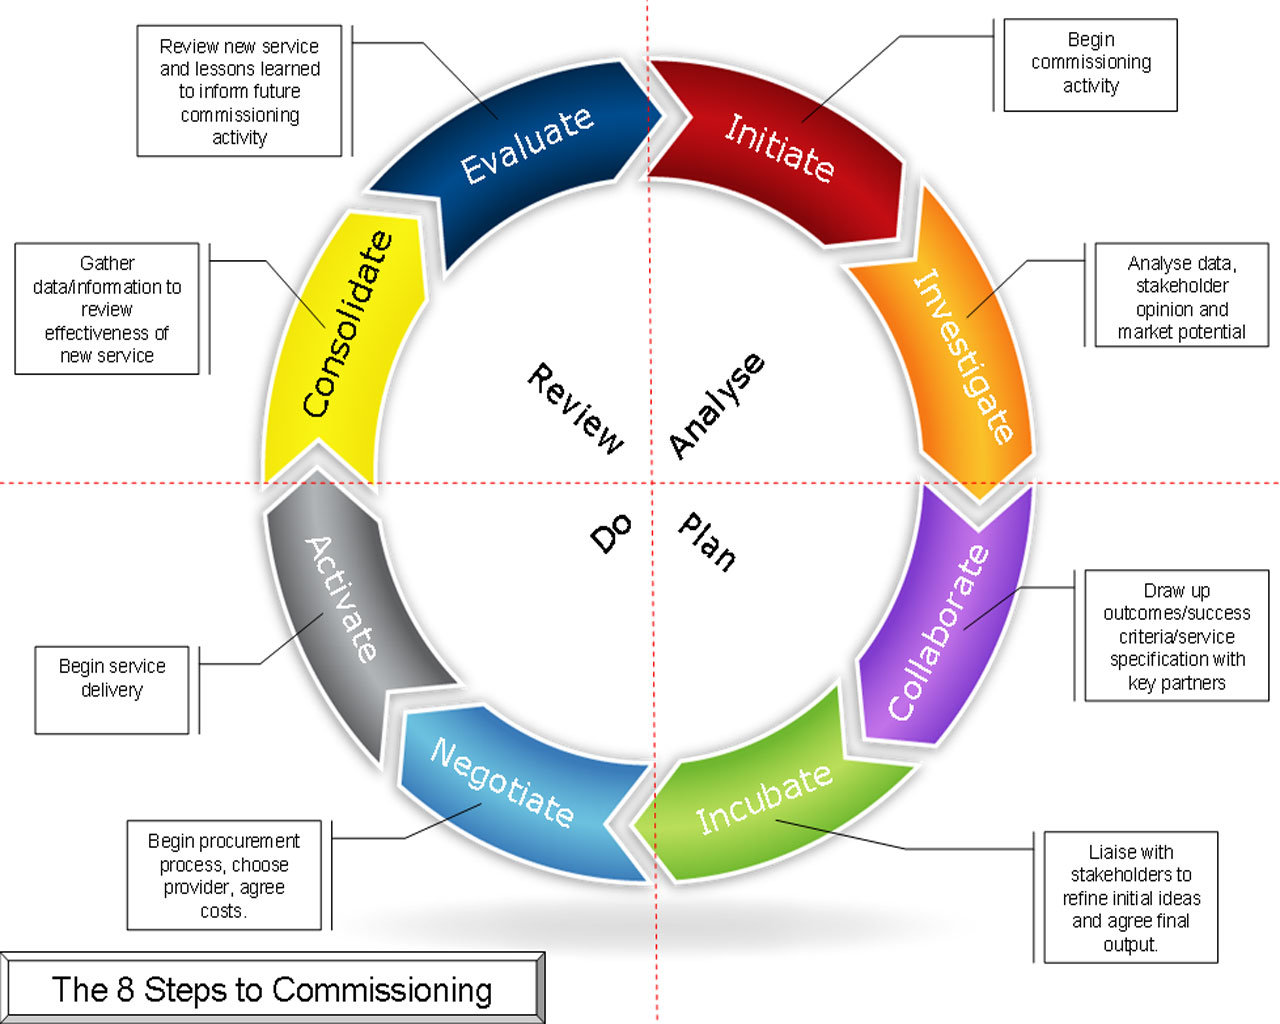 Review new service
and lessons learned
to inform future
commissioning
activity
Begin
commissioning
activity
Evaluate
Initiate
Gather
data/information to
review
effectiveness of
new service
Consolidate
Investigate
Analyse data,
stakeholder
opinion and
market potential
Review
Analyse
Do
Plan
Activate
Collaborate
Begin service
delivery
Draw up
outcomes/success
criteria/service
specification with
key partners
Negotiate
Incubate
Begin procurement
process, choose
provider, agree
costs.
Liaise with
stakeholders to
refine initial ideas
and agree final
output.
The 8 Steps to Commissioning